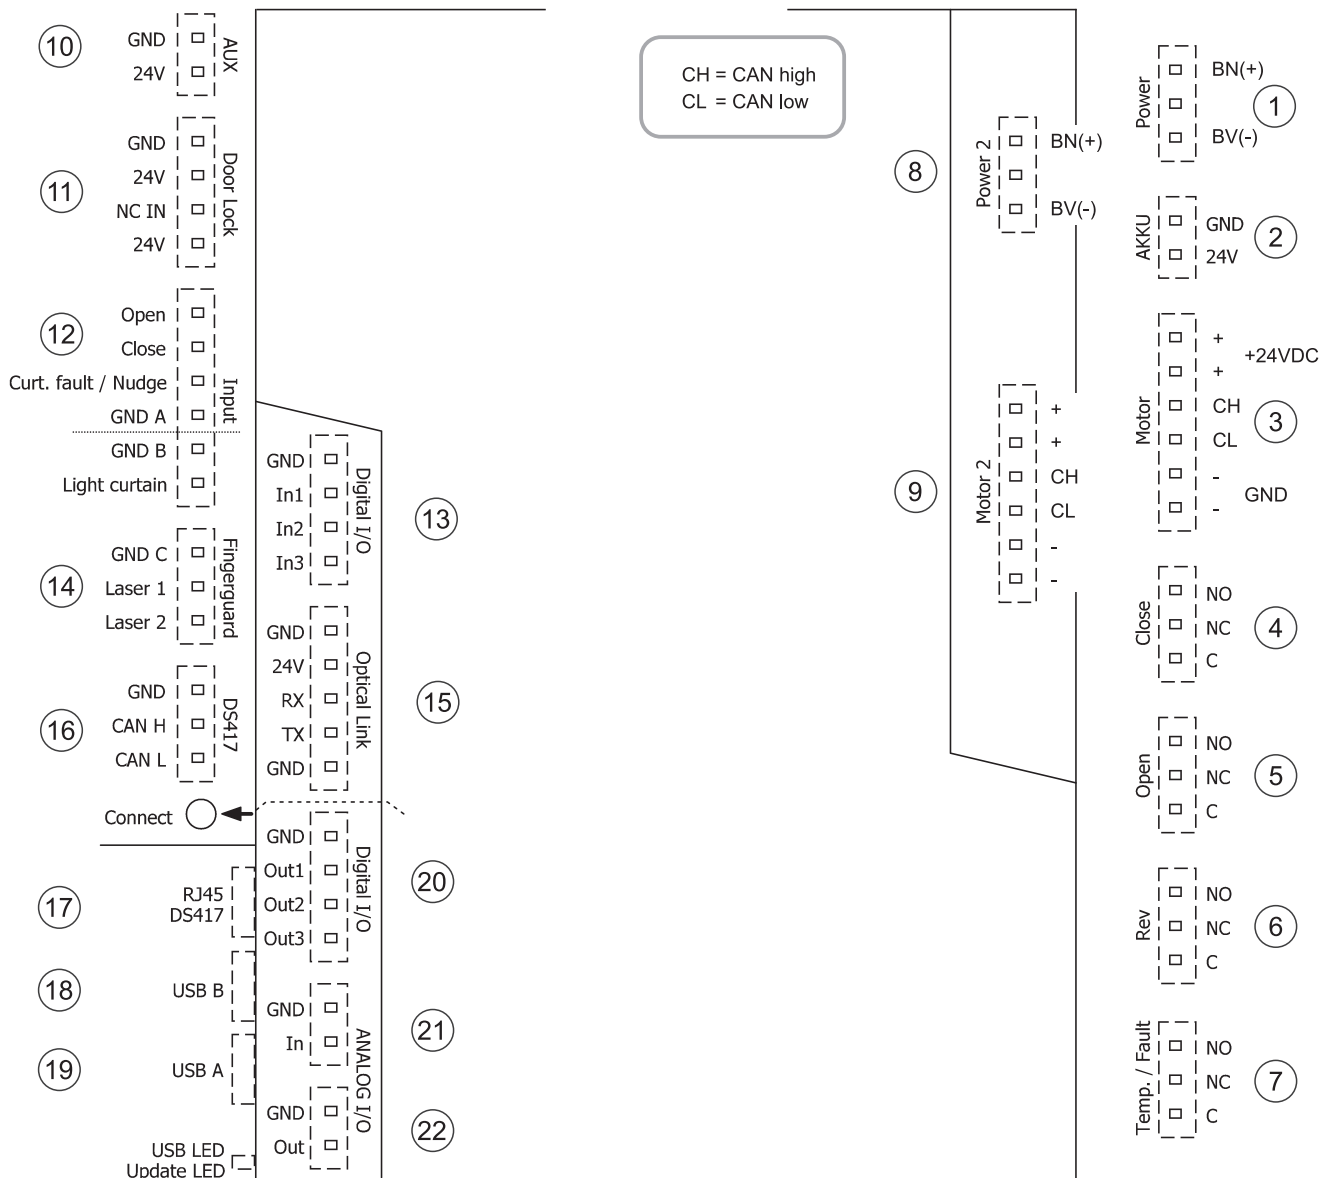 10
GND
24V
AUX
11
GND
24V
NC IN
24V
Door Lock
12
Open
Close
Curt. fault / Nudge
GND A
GND B
Light curtain
Input
14
GND C
Laser 1
Laser 2
Fingerguard
16
GND
CAN H
CAN L
DS417
Connect
17
RJ45
DS417
18
USB B
19
USB A
USB LED
Update LED
GND
In1
In2
In3
Digital I/O
13
GND
24V
RX
TX
GND
Optical Link
15
GND
Out1
Out2
Out3
Digital I/O
20
GND
In
21
ANALOG I/O
GND
Out
22
CH = CAN high
CL = CAN low
8
Power 2
BN(+)
BV(-)
9
Motor 2
+
+
CH
CL
-
-
Power
BN(+)
BV(-)
1
AKKU
GND
24V
2
Motor
+
+
+24VDC
CH
CL
3
-
-
GND
Close
NO
NC
C
4
Open
NO
NC
C
5
Rev
NO
NC
C
6
Temp. / Fault
NO
NC
C
7